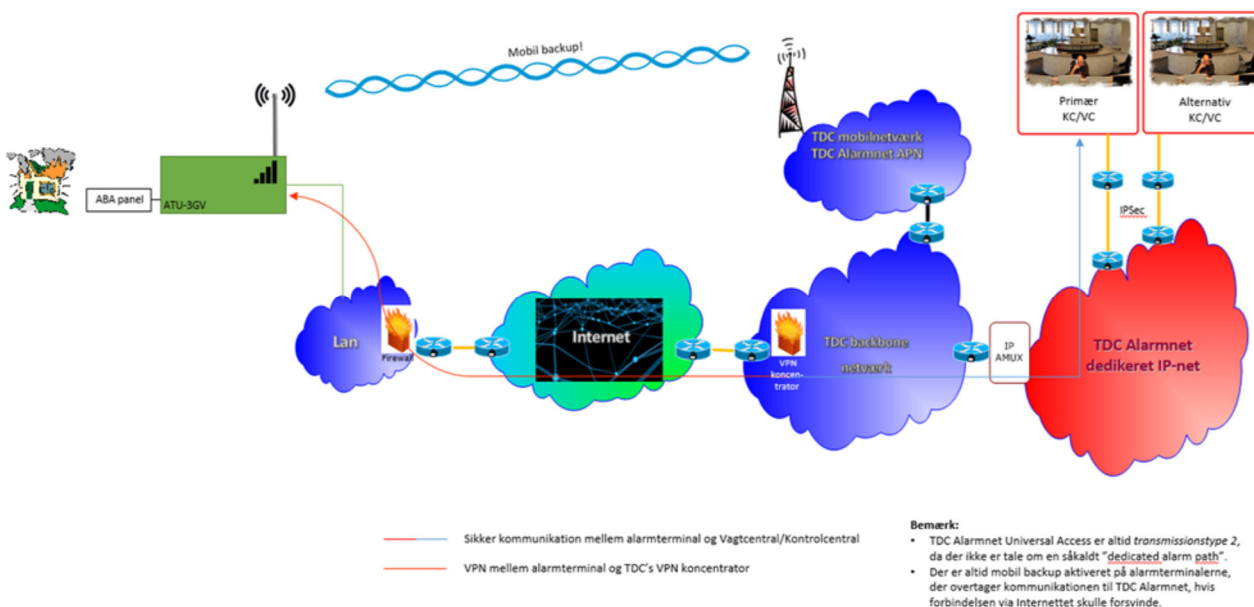 Mobil backup!
Primær
KC/VC
Alternativ
KC/VC
TDC mobilnetværk
TDC Alarmnet APN
ABA panel
ATU-3GV
IPSec
Lan
Firewall
Internet
VPN
koncen-
trator
TDC backbone
netværk
IP
AMUX
TDC Alarmnet
dedikeret IP-net
Sikker kommunikation mellem alarmterminal og Vagtcentral/Kontrolcentral
VPN mellem alarmterminal og TDC's VPN koncentrator
Bemærk:
• TDC Alarmnet Universal Access er altid transmissionstype 2,
da der ikke er tale om en såkaldt "dedicated alarm path".
• Der er altid mobil backup aktiveret på alarmterminalerne,
der overtager kommunikationen til TDC Alarmnet, hvis
forbindelsen via Internettet skulle forsvinde.